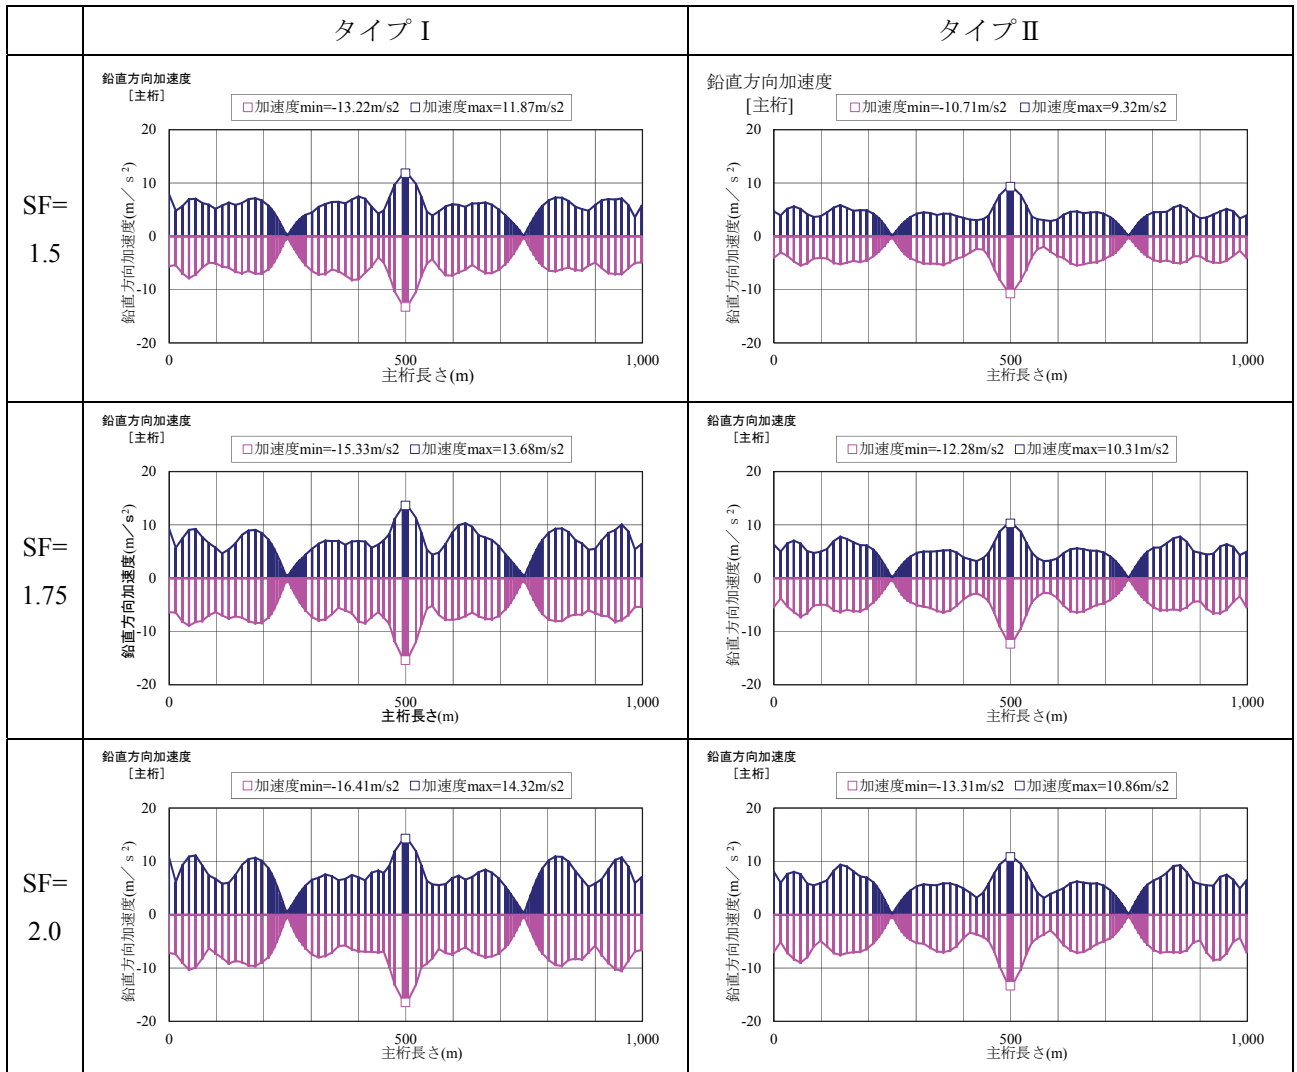 タイプⅠ
タイプⅡ
SF=
1.5
鉛直方向加速度
[主桁]
加速度min=-13.22m/s2 加速度max=11.87m/s2
鉛直方向加速度(m／s²)
20
10
0
-10
-20
0
500
1,000
主桁長さ(m)
鉛直方向加速度
[主桁]
加速度min=-10.71m/s2 加速度max=9.32m/s2
鉛直方向加速度(m／s²)
20
10
0
-10
-20
0
500
1,000
主桁長さ(m)
SF=
1.75
鉛直方向加速度
[主桁]
加速度min=-15.33m/s2 加速度max=13.68m/s2
鉛直方向加速度(m／s²)
20
10
0
-10
-20
0
500
1,000
主桁長さ(m)
鉛直方向加速度
[主桁]
加速度min=-12.28m/s2 加速度max=10.31m/s2
鉛直方向加速度(m／s²)
20
10
0
-10
-20
0
500
1,000
主桁長さ(m)
SF=
2.0
鉛直方向加速度
[主桁]
加速度min=-16.41m/s2 加速度max=14.32m/s2
鉛直方向加速度(m／s²)
20
10
0
-10
-20
0
500
1,000
主桁長さ(m)
鉛直方向加速度
[主桁]
加速度min=-13.31m/s2 加速度max=10.86m/s2
鉛直方向加速度(m／s²)
20
10
0
-10
-20
0
500
1,000
主桁長さ(m)